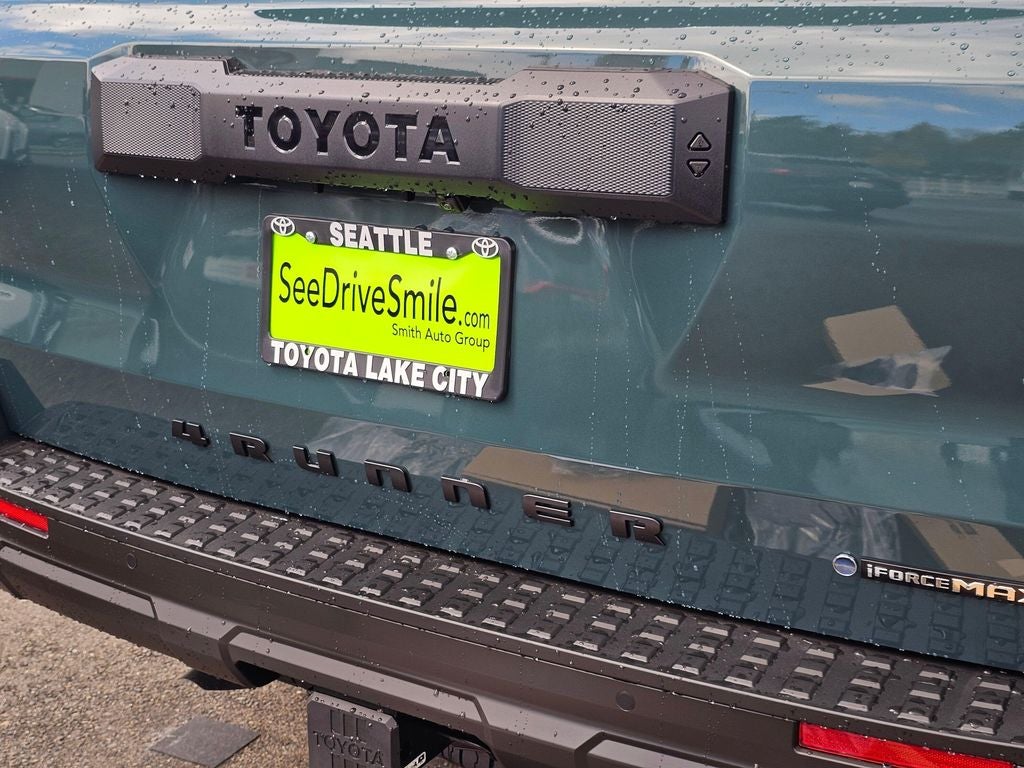 TOYOTA
SEATTLE
SeeDriveSmile.com
Smith Auto Group
TOYOTA LAKE CITY
4RUNNER
iFORCEMAX
TOYOTA